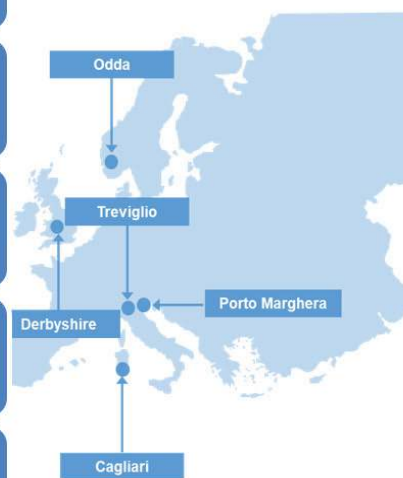 Odda
Treviglio
Porto Marghera
Derbyshire
Cagliari